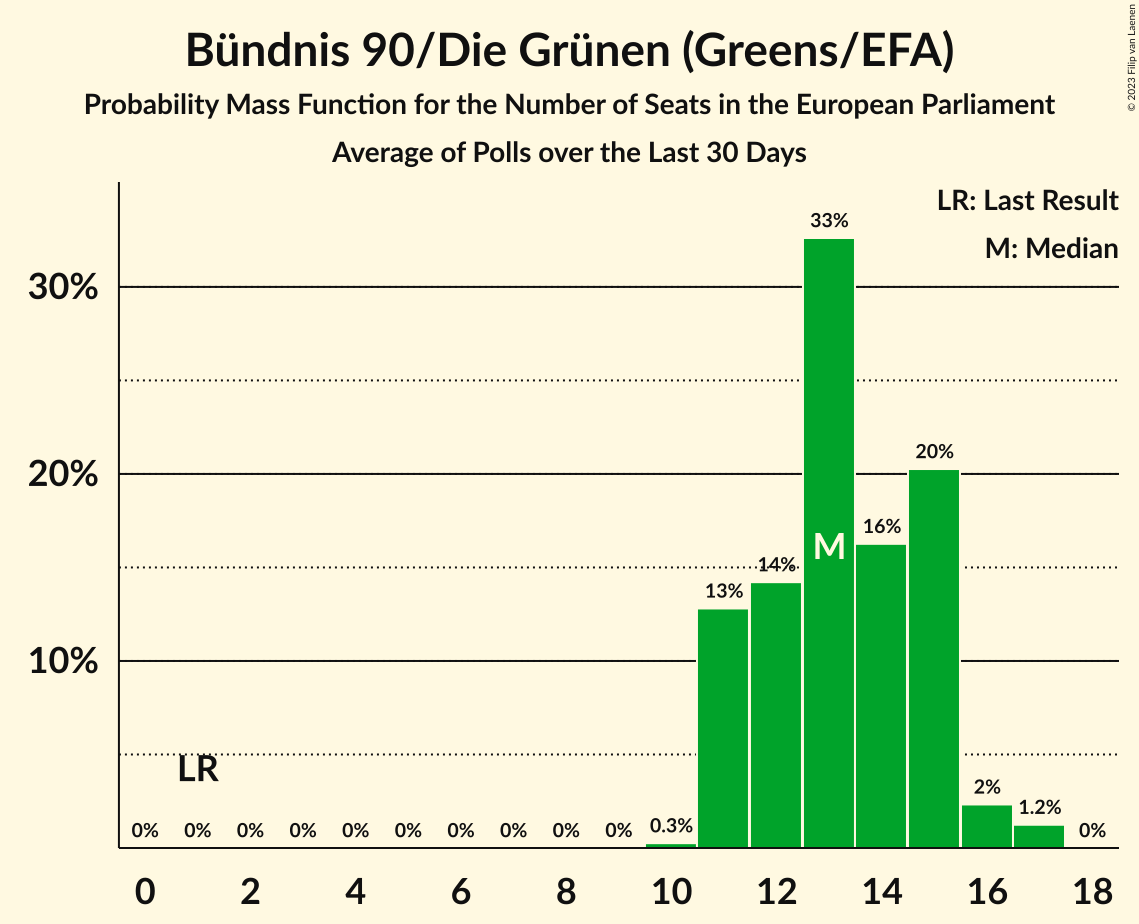 Bündnis 90/Die Grünen (Greens/EFA)
Probability Mass Function for the Number of Seats in the European Parliament
Average of Polls over the Last 30 Days
© 2023 Filip van Laenen
LR: Last Result
M: Median
33%
30%
20%
20%
16%
M
14%
13%
10%
LR
0% 0% 0% 0% 0% 0% 0% 0% 0% 0% 0.3% 2% 1.2% 0%
0 2 4 6 8 10 12 14 16 18